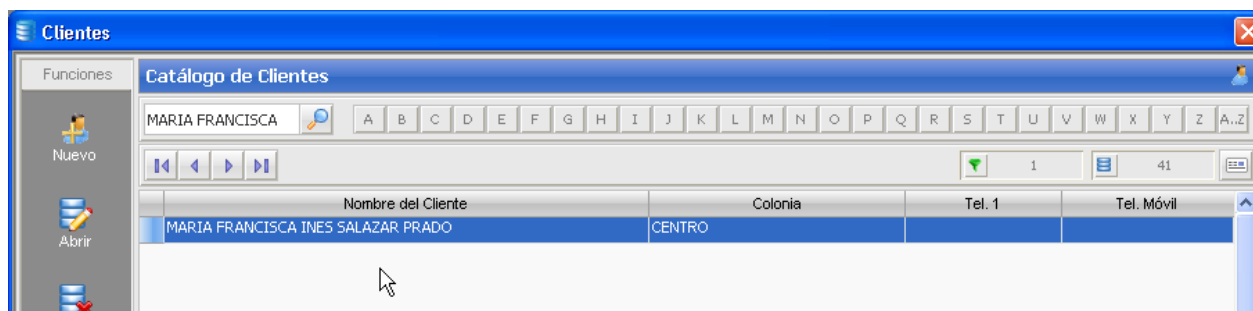 Clientes
Funciones
Catálogo de Clientes
MARIA FRANCISCA
A B C D E F G H I J K L M N O P Q R S T U V W X Y Z A..Z
Nuevo
1 41
Nombre del Cliente Colonia Tel. 1 Tel. Móvil
MARIA FRANCISCA INES SALAZAR PRADO CENTRO
Abrir